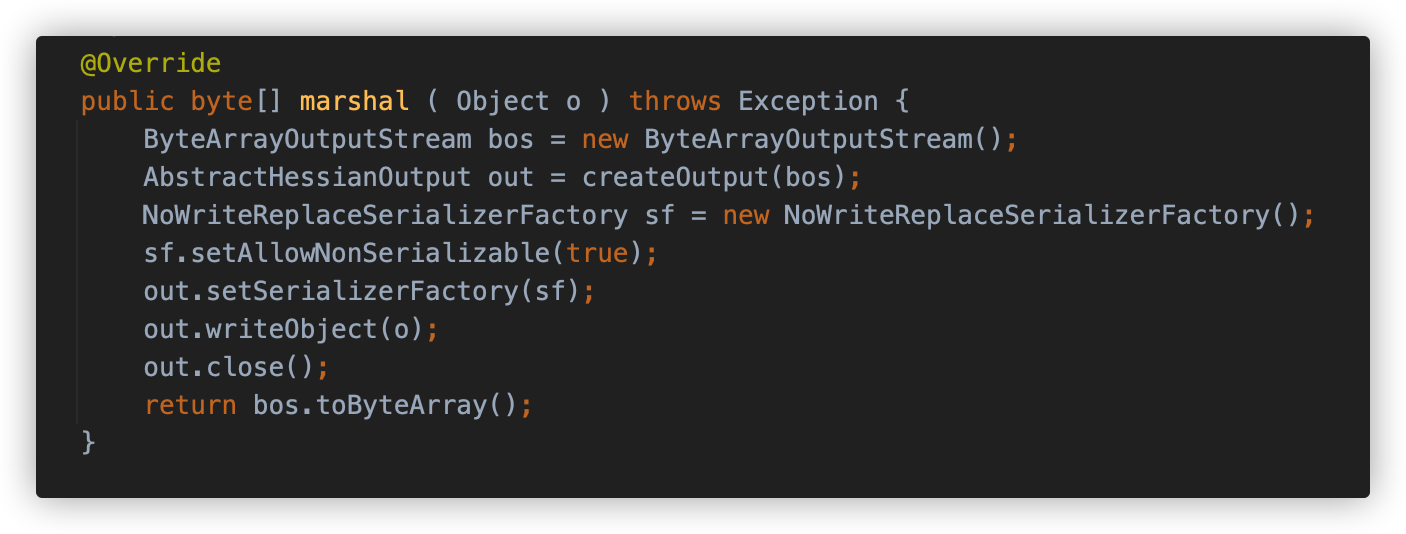 @Override
public byte[] marshal ( Object o ) throws Exception {
    ByteArrayOutputStream bos = new ByteArrayOutputStream();
    AbstractHessianOutput out = createOutput(bos);
    NoWriteReplaceSerializerFactory sf = new NoWriteReplaceSerializerFactory();
    sf.setAllowNonSerializable(true);
    out.setSerializerFactory(sf);
    out.writeObject(o);
    out.close();
    return bos.toByteArray();
}